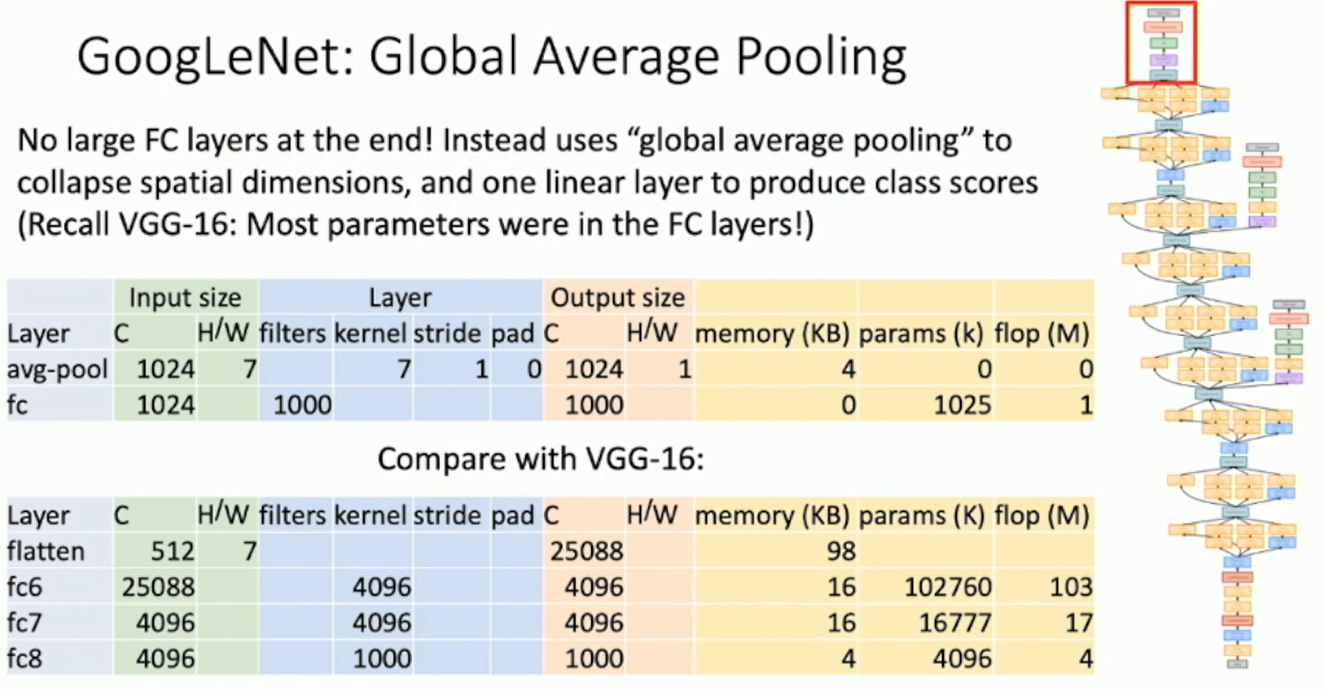 GoogLeNet: Global Average Pooling
No large FC layers at the end! Instead uses “global average pooling” to
collapse spatial dimensions, and one linear layer to produce class scores
(Recall VGG-16: Most parameters were in the FC layers!)
Input size Layer Output size
Layer C H/W filters kernel stride pad C H/W memory (KB) params (k) flop (M)
avg-pool 1024 7 7 1 0 1024 1 4 0 0
fc 1024 1000 1000 0 1025 1
Compare with VGG-16:
Layer C H/W filters kernel stride pad C H/W memory (KB) params (K) flop (M)
flatten 512 7 25088 98
fc6 25088 4096 4096 16 102760 103
fc7 4096 4096 4096 16 16777 17
fc8 4096 1000 1000 4 4096 4